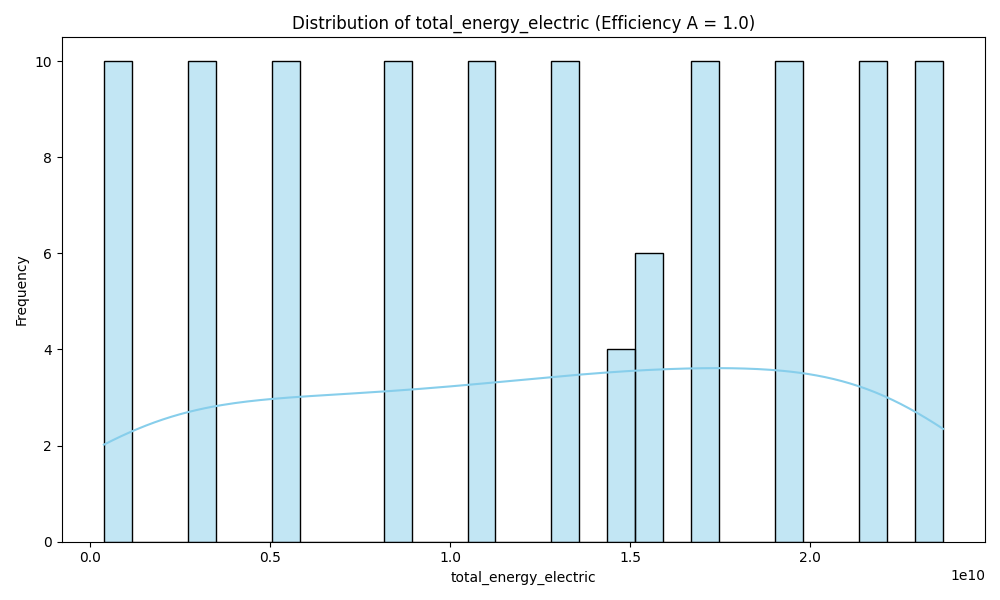 Distribution of total_energy_electric (Efficiency A = 1.0)
10
8
6
4
2
0
Frequency
0.0 0.5 1.0 1.5 2.0
1e10
total_energy_electric